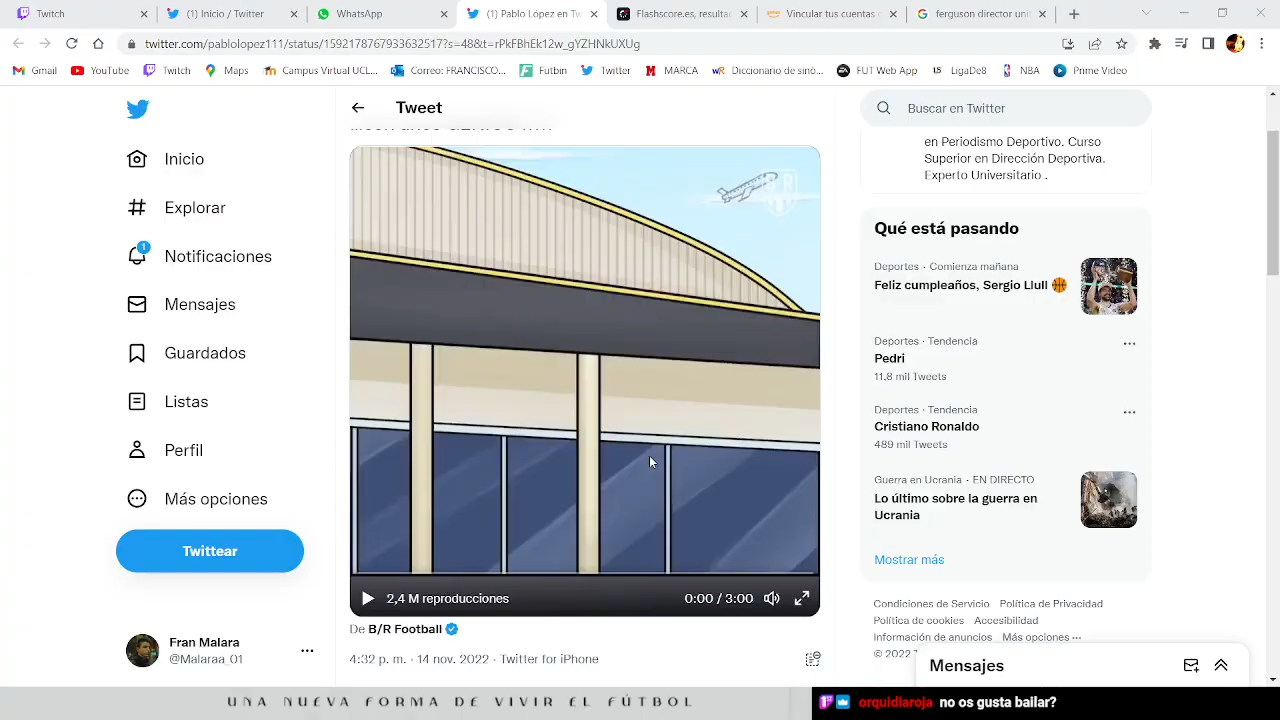 Twitch
(1) Inicio / Twitter
WhatsApp
(1) Pablo López en Tw
Flashscore.es, resultad
Vincular tus cuentas d
ferguson director uni
twitter.com/pablolopez111/status/1592178767933632517?s=48&t=rPkFBhEk12w_gYZHNkUXUg
Gmail
YouTube
Twitch
Maps
Campus Virtual UCL...
Correo: FRANCISCO...
Futbin
Twitter
MARCA
Diccionario de sinó...
FUT Web App
LigaDe8
NBA
Prime Video
Tweet
Buscar en Twitter
Inicio
Explorar
1
Notificaciones
Mensajes
Guardados
Listas
Perfil
Más opciones
Twittear
Fran Malara
@Malaraa_01
2,4 M reproducciones
0:00 / 3:00
De B/R Football
4:32 p. m. · 14 nov. 2022 · Twitter for iPhone
en Periodismo Deportivo. Curso
Superior en Dirección Deportiva.
Experto Universitario .
Qué está pasando
Deportes · Comienza mañana
Feliz cumpleaños, Sergio Llull
Deportes · Tendencia
Pedri
11,8 mil Tweets
Deportes · Tendencia
Cristiano Ronaldo
489 mil Tweets
Guerra en Ucrania · EN DIRECTO
Lo último sobre la guerra en
Ucrania
Mostrar más
Condiciones de Servicio Política de Privacidad
Política de cookies Accesibilidad
Información de anuncios Más opciones ...
© 2022
Mensajes
UNA NUEVA FORMA DE VIVIR EL FÚTBOL
orquidiaroja no os gusta bailar?